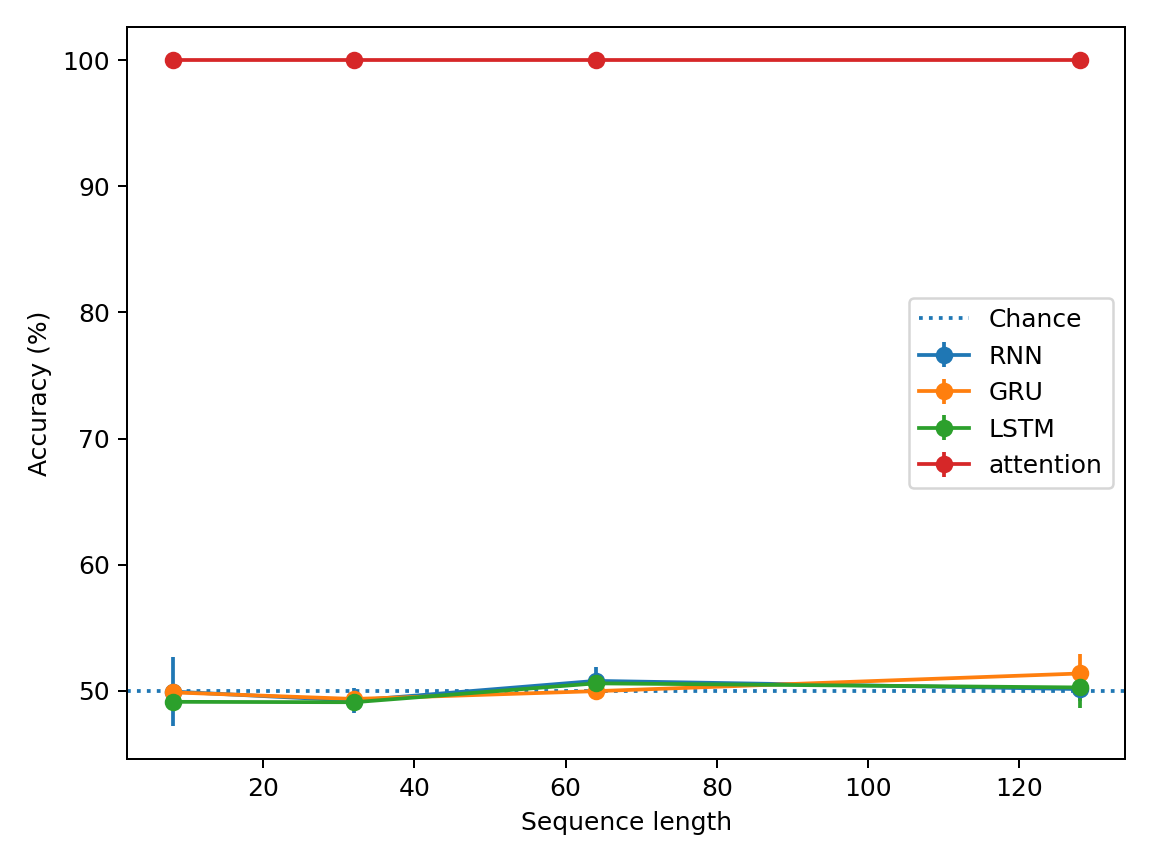 100
90
80
70
60
50
Accuracy (%)
Chance
RNN
GRU
LSTM
attention
20 40 60 80 100 120
Sequence length